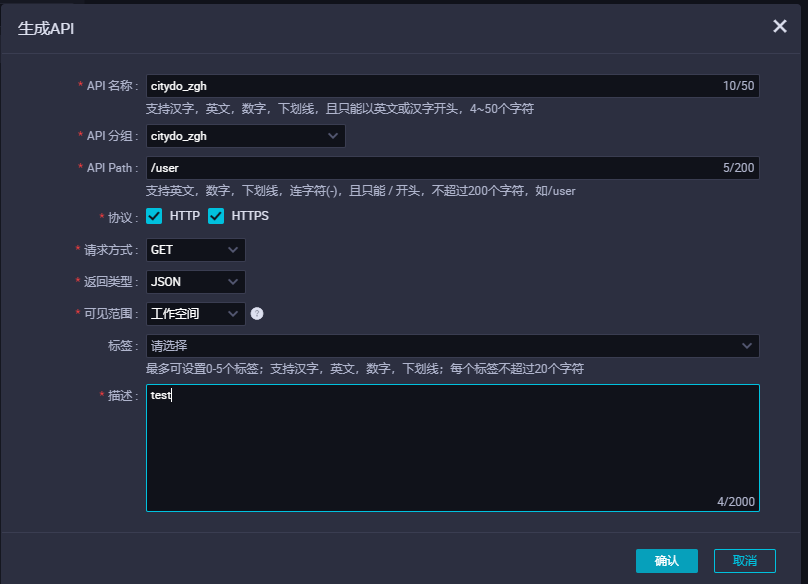 生成API
* API 名称 : citydo_zgh 10/50
支持汉字，英文，数字，下划线，且只能以英文或汉字开头，4~50个字符
* API 分组 : citydo_zgh
* API Path : /user 5/200
支持英文，数字，下划线，连字符(-)，且只能 / 开头，不超过200个字符，如/user
* 协议 : HTTP HTTPS
* 请求方式 : GET
* 返回类型 : JSON
* 可见范围 : 工作空间 ?
标签 : 请选择
最多可设置0-5个标签；支持汉字，英文，数字，下划线；每个标签不超过20个字符
* 描述 : test
4/2000
确认 取消